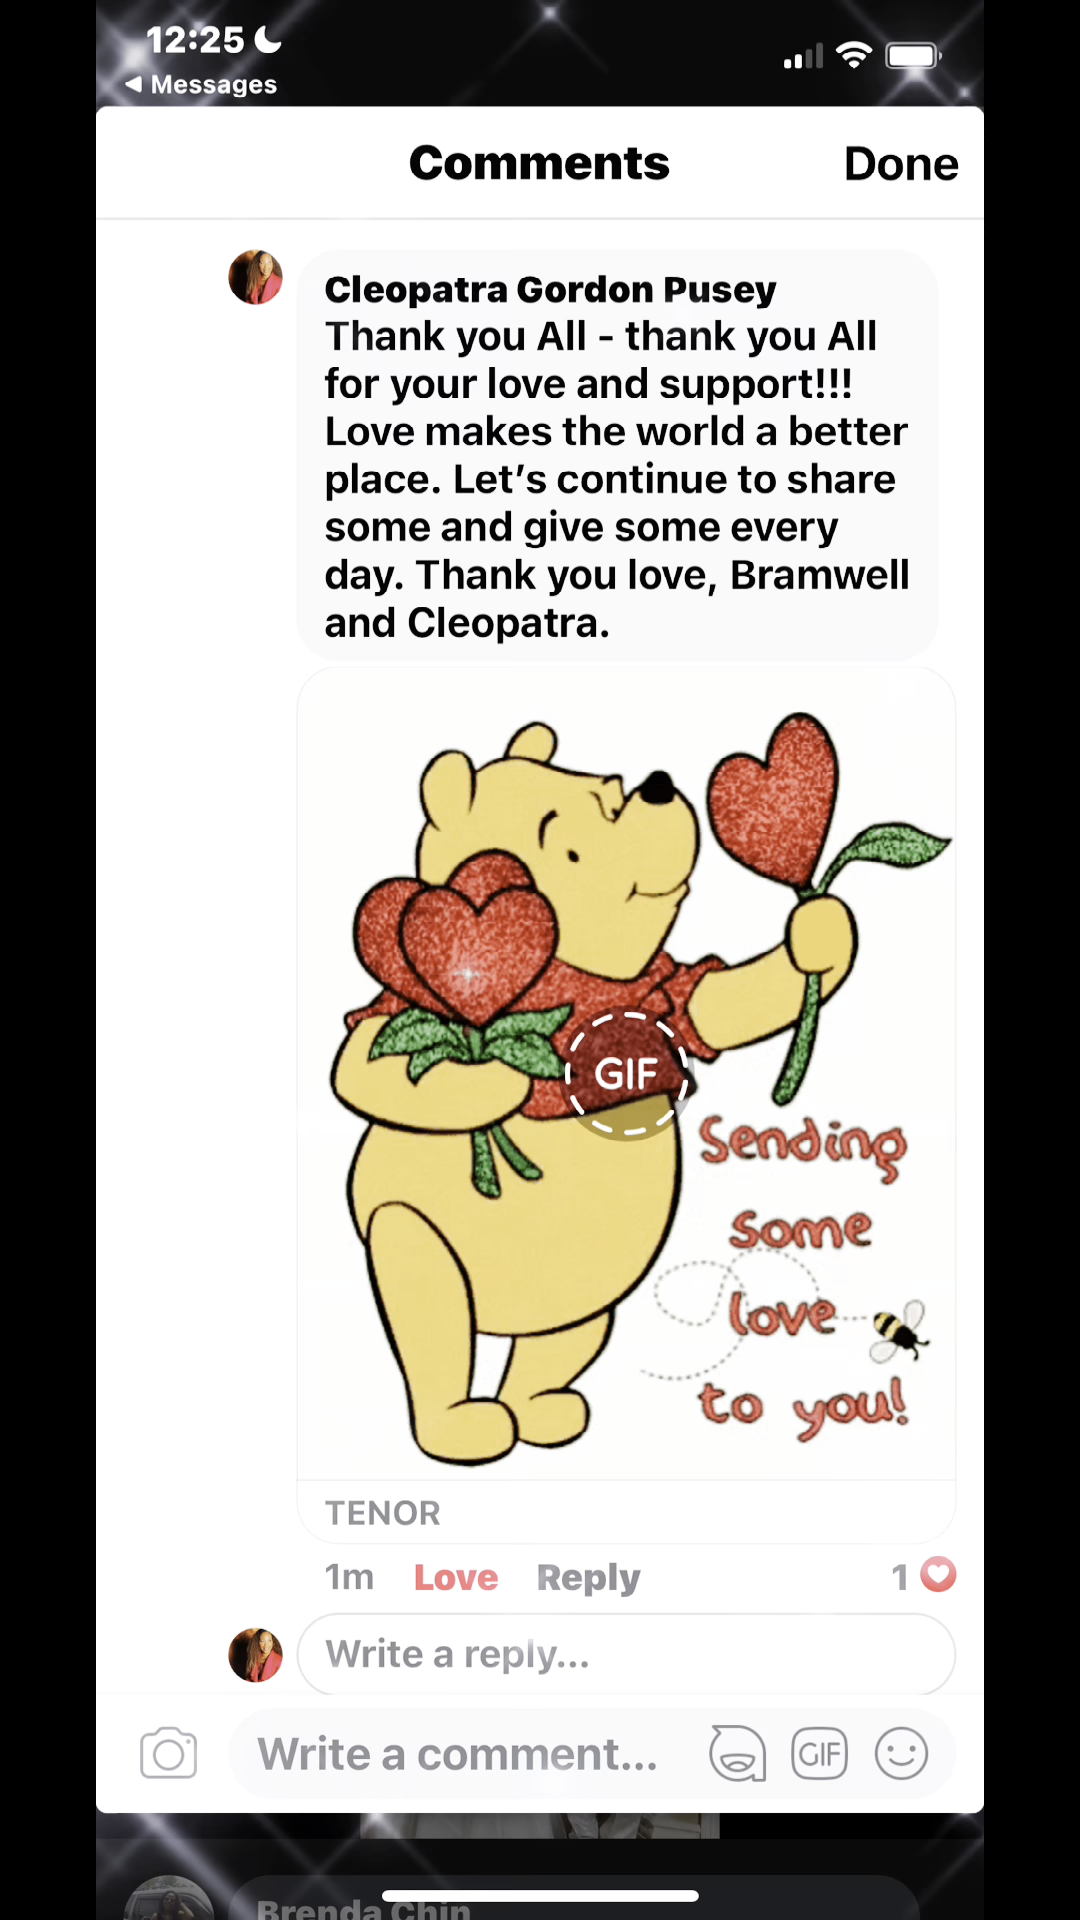 12:25
Messages
Comments
Done
Cleopatra Gordon Pusey
Thank you All - thank you All
for your love and support!!!
Love makes the world a better
place. Let’s continue to share
some and give some every
day. Thank you love, Bramwell
and Cleopatra.
GIF
Sending
some
love
to you!
TENOR
1m Love Reply 1
Write a reply...
Write a comment...
GIF
Brenda Chin